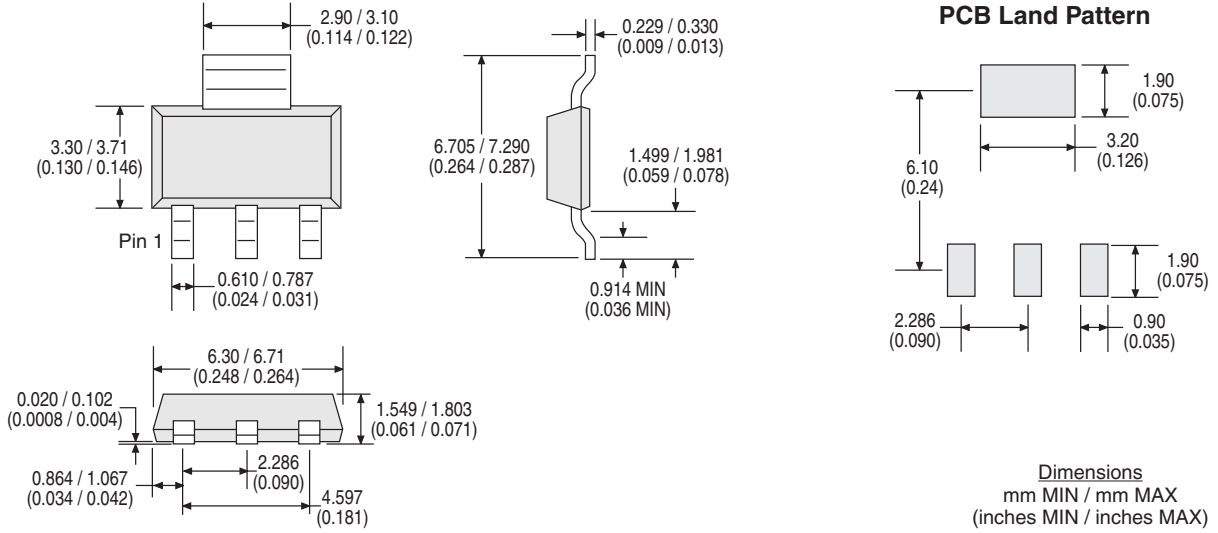 2.90 / 3.10
(0.114 / 0.122)
3.30 / 3.71
(0.130 / 0.146)
Pin 1
0.610 / 0.787
(0.024 / 0.031)
0.229 / 0.330
(0.009 / 0.013)
6.705 / 7.290
(0.264 / 0.287)
1.499 / 1.981
(0.059 / 0.078)
0.914 MIN
(0.036 MIN)
PCB Land Pattern
1.90
(0.075)
3.20
(0.126)
6.10
(0.24)
1.90
(0.075)
2.286
(0.090)
0.90
(0.035)
6.30 / 6.71
(0.248 / 0.264)
0.020 / 0.102
(0.0008 / 0.004)
1.549 / 1.803
(0.061 / 0.071)
0.864 / 1.067
(0.034 / 0.042)
2.286
(0.090)
4.597
(0.181)
Dimensions
mm MIN / mm MAX
(inches MIN / inches MAX)